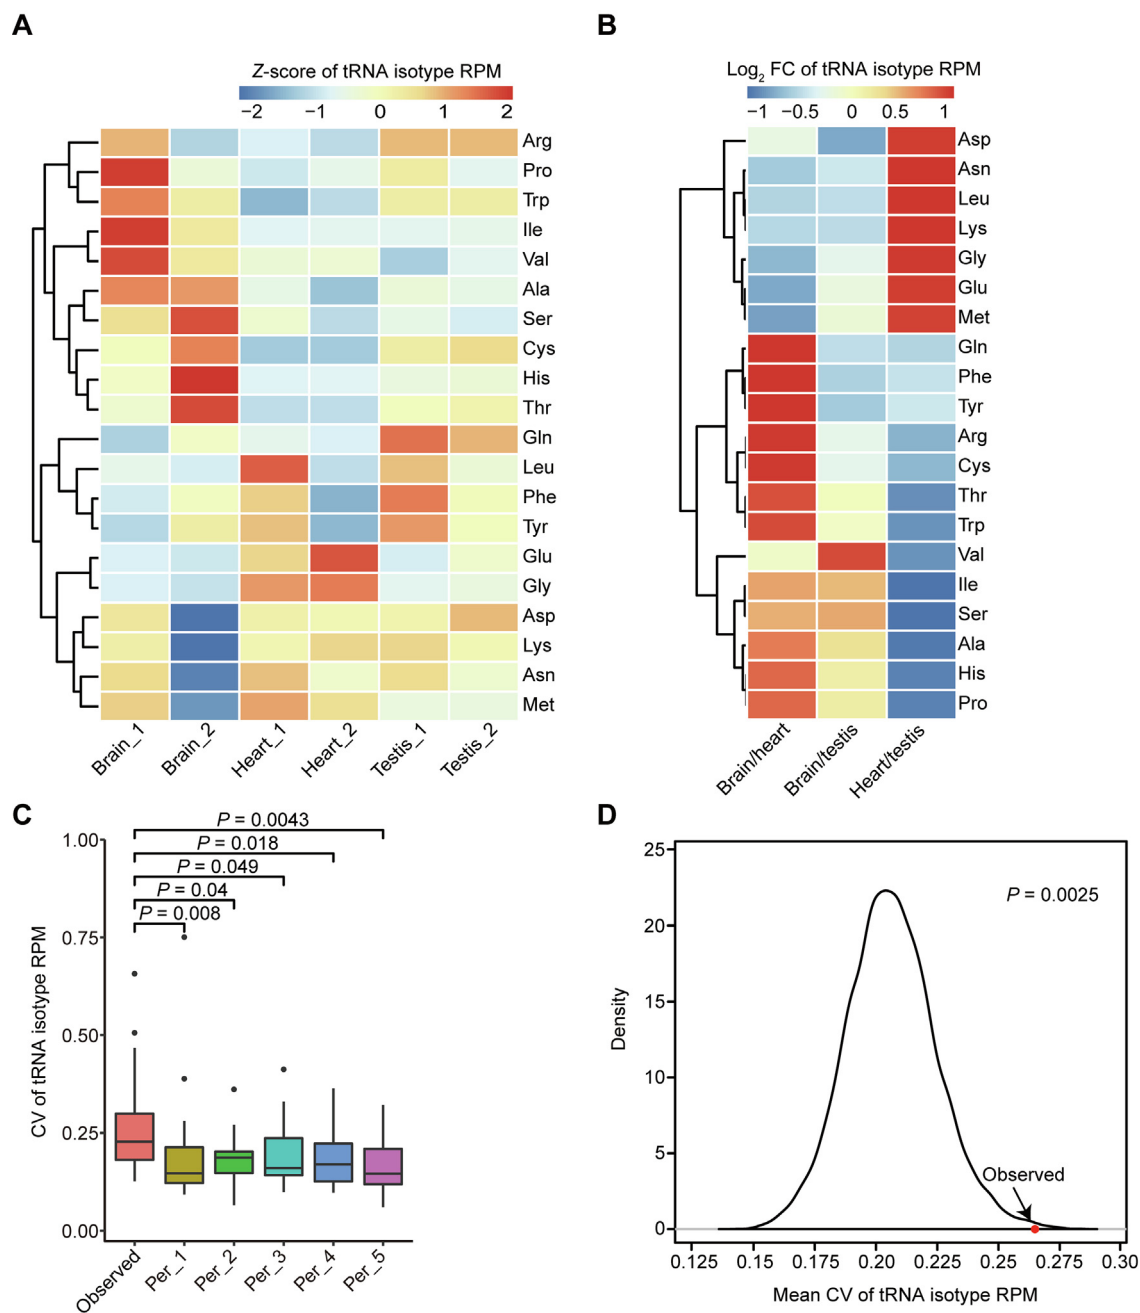 A
Z-score of tRNA isotype RPM
−2 −1 0 1 2
Arg
Pro
Trp
Ile
Val
Ala
Ser
Cys
His
Thr
Gln
Leu
Phe
Tyr
Glu
Gly
Asp
Lys
Asn
Met
Brain_1 Brain_2 Heart_1 Heart_2 Testis_1 Testis_2
B
Log2 FC of tRNA isotype RPM
−1 −0.5 0 0.5 1
Asp
Asn
Leu
Lys
Gly
Glu
Met
Gln
Phe
Tyr
Arg
Cys
Thr
Trp
Val
Ile
Ser
Ala
His
Pro
Brain/heart Brain/testis Heart/testis
C
P = 0.0043
P = 0.018
P = 0.049
P = 0.04
P = 0.008
CV of tRNA isotype RPM
1.00
0.75
0.50
0.25
0.00
Observed Per_1 Per_2 Per_3 Per_4 Per_5
D
P = 0.0025
Density
25
20
15
10
5
0
Observed
0.125 0.15 0.175 0.20 0.225 0.25 0.275 0.30
Mean CV of tRNA isotype RPM